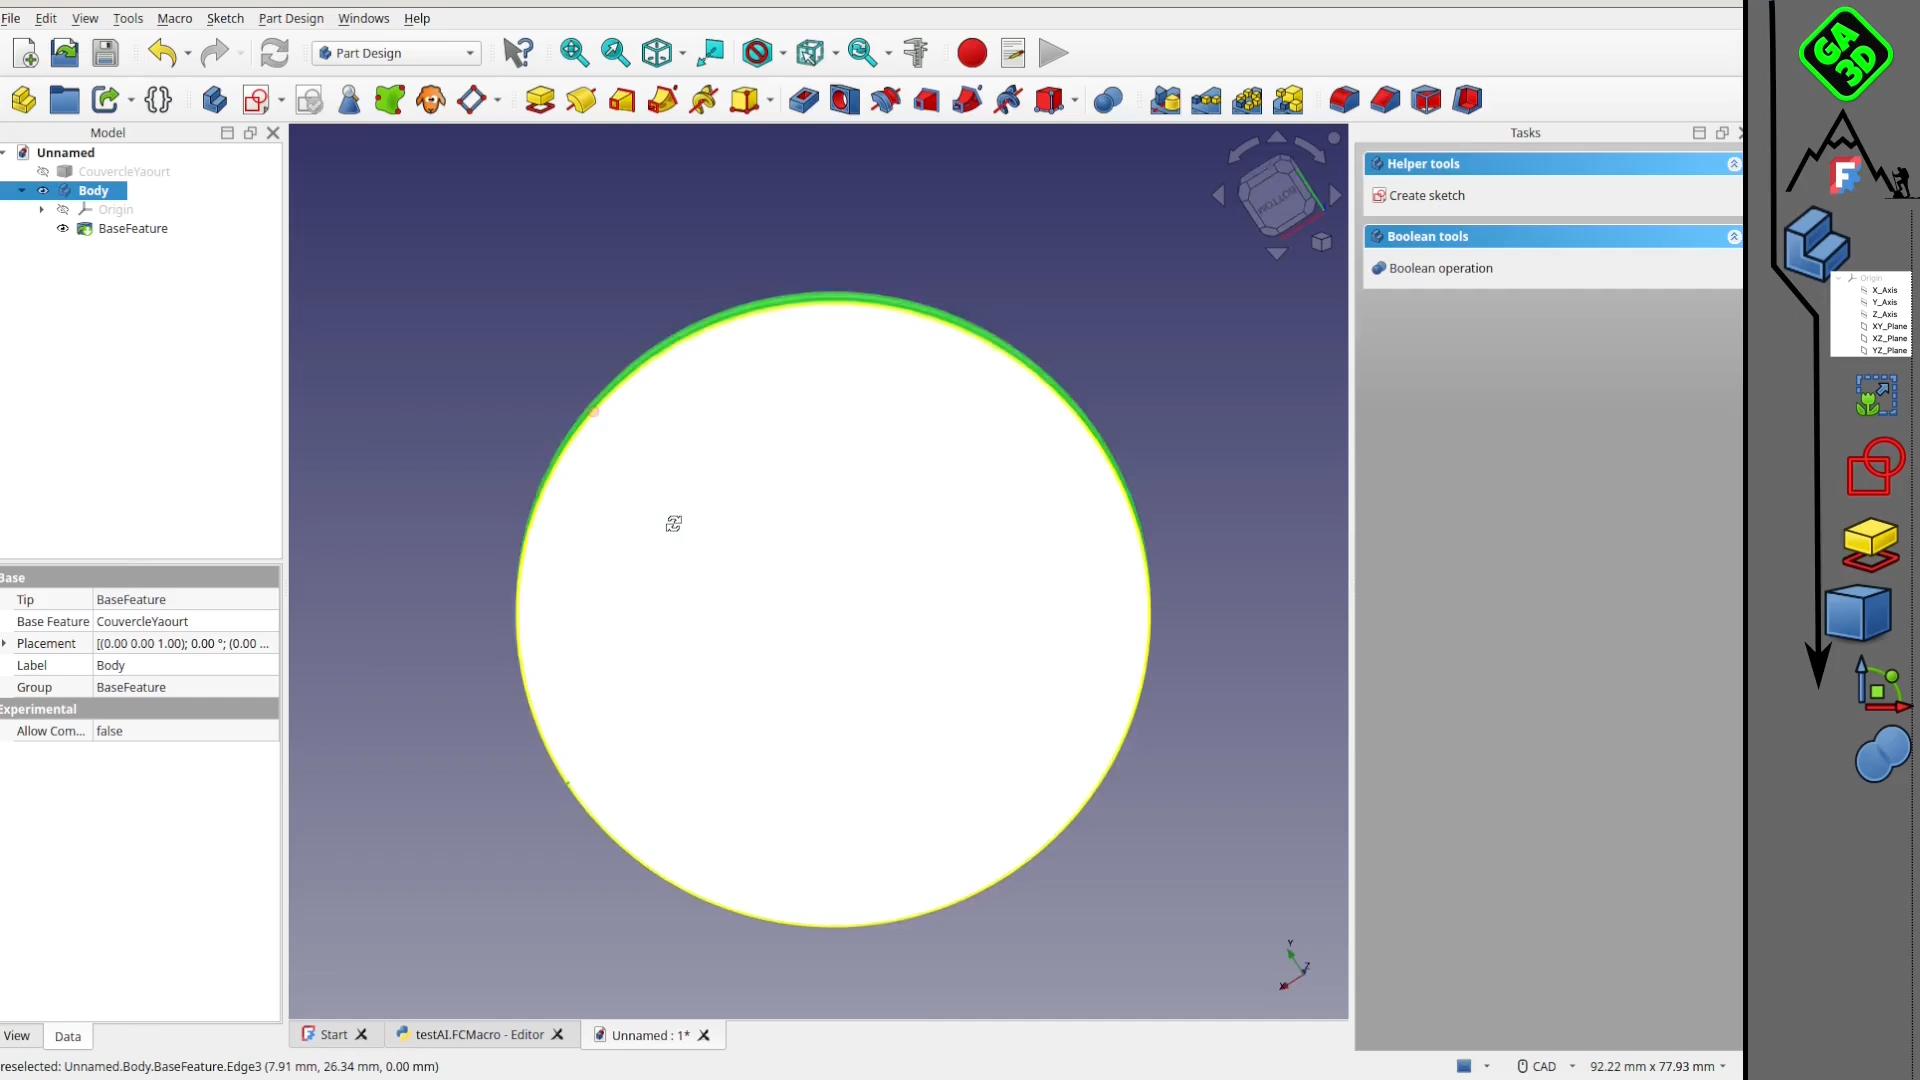 File Edit View Tools Macro Sketch Part Design Windows Help
Part Design
Model
Unnamed
CouvercleYaourt
Body
Origin
BaseFeature
Base
Tip BaseFeature
Base Feature CouvercleYaourt
Placement [(0.00 0.00 1.00); 0.00 °; (0.00 ...
Label Body
Group BaseFeature
Experimental
Allow Com... false
View Data
BOTTOM
Y
Z
X
Start
testAI.FCMacro - Editor
Unnamed : 1*
Tasks
Helper tools
Create sketch
Boolean tools
Boolean operation
reselected: Unnamed.Body.BaseFeature.Edge3 (7.91 mm, 26.34 mm, 0.00 mm)
CAD
92.22 mm x 77.93 mm
GA
3D
F
Origin
X_Axis
Y_Axis
Z_Axis
XY_Plane
XZ_Plane
YZ_Plane